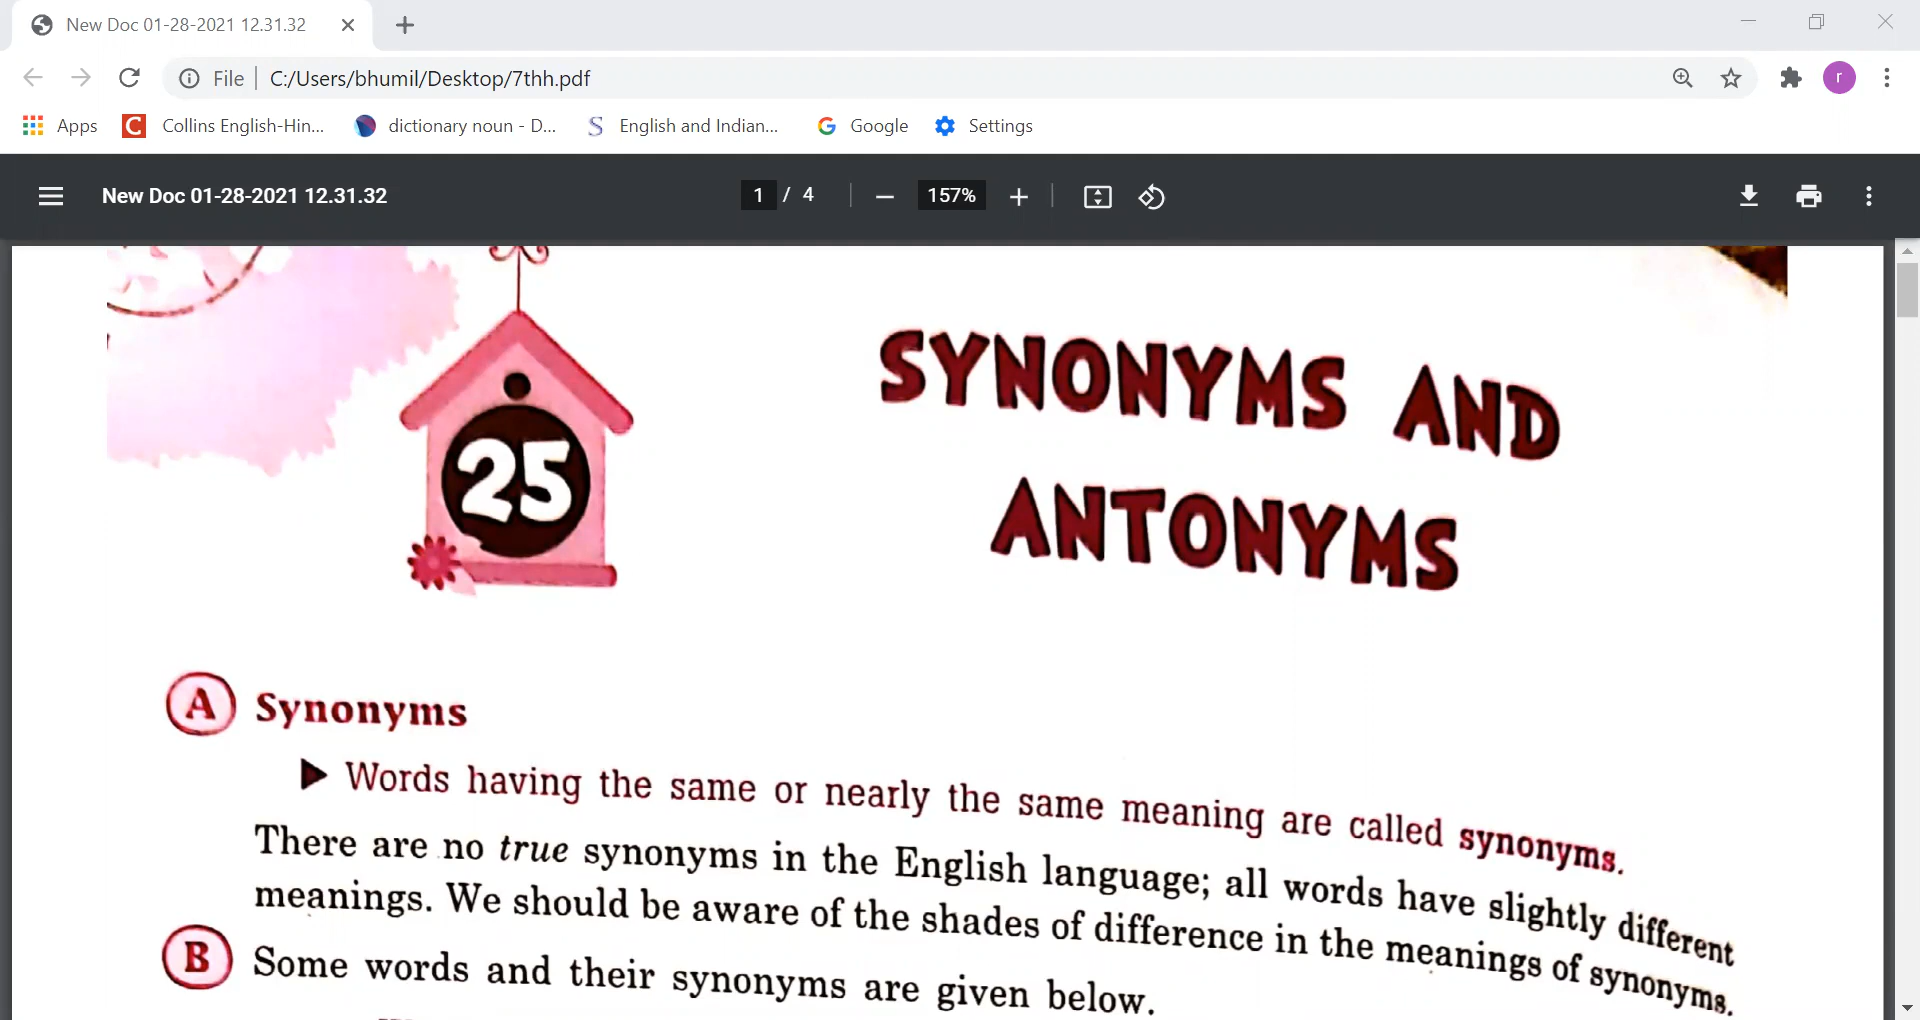 New Doc 01-28-2021 12.31.32
File C:/Users/bhumil/Desktop/7thh.pdf r
Apps Collins English-Hin... dictionary noun - D... English and Indian... Google Settings
New Doc 01-28-2021 12.31.32 1 / 4 157%
25
SYNONYMS AND
ANTONYMS
A Synonyms
Words having the same or nearly the same meaning are called synonyms.
There are no true synonyms in the English language; all words have slightly different
meanings. We should be aware of the shades of difference in the meanings of synonyms.
B Some words and their synonyms are given below.